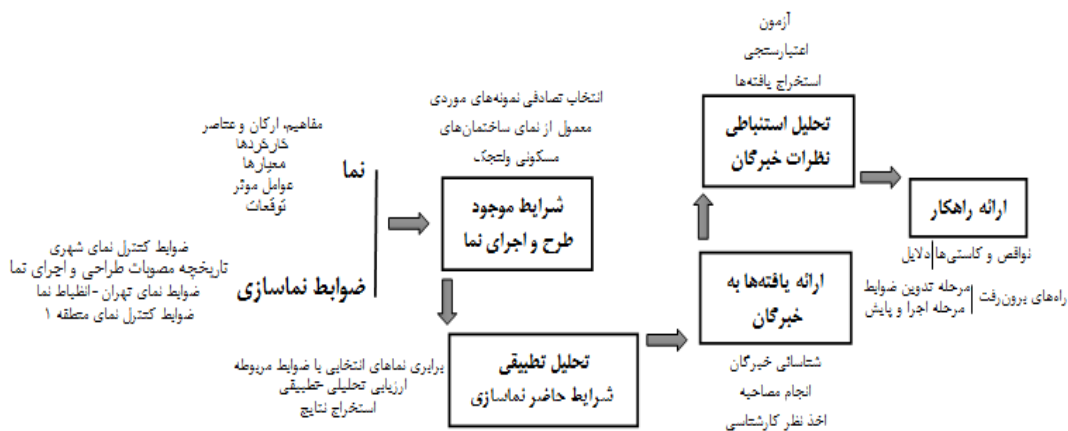 مفاهیم، ارکان و عناصر
کارکردها
معیارها
عوامل موثر
توقعات
نما
ضوابط کنترل نمای شهری
تاریخچه مصوبات طراحی و اجرای نما
ضوابط نمای تهران - انظباط نما
ضوابط کنترل نمای منطقه ۱
ضوابط نماسازی
انتخاب تصادفی نمونه‌های موردی
معمول از نمای ساختمان‌های
مسکونی ولنجک
شرایط موجود
طرح و اجرای نما
برابری نماهای انتخابی با ضوابط مربوطه
ارزیابی تحلیلی -تطبیقی
استخراج نتایج
تحلیل تطبیقی
شرایط حاضر نماسازی
ارائه یافته‌ها به
خبرگان
شناسائی خبرگان
انجام مصاحبه
اخذ نظر کارشناسی
آزمون
اعتبارسنجی
استخراج یافته‌ها
تحلیل استنباطی
نظرات خبرگان
ارائه راهکار
نواقص و کاستی‌ها دلایل
راه‌های برون‌رفت
مرحله تدوین ضوابط
مرحله اجرا و پایش